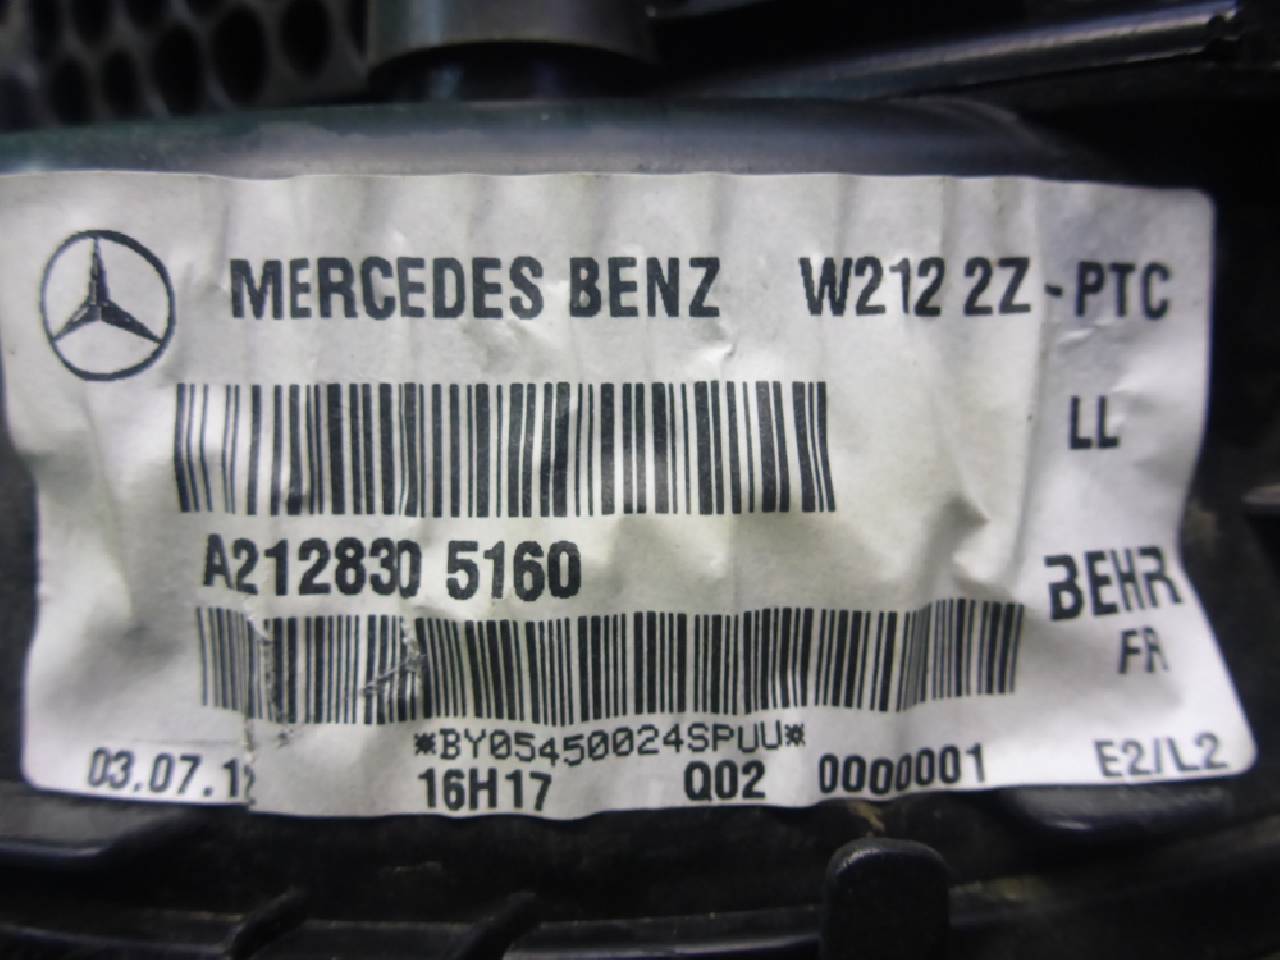 MERCEDES BENZ W212 2Z-PTC
LL
A212830 5160
BEHR
FR
*BY05450024SPUU*
03.07.12 16H17 Q02 0000001 E2/L2